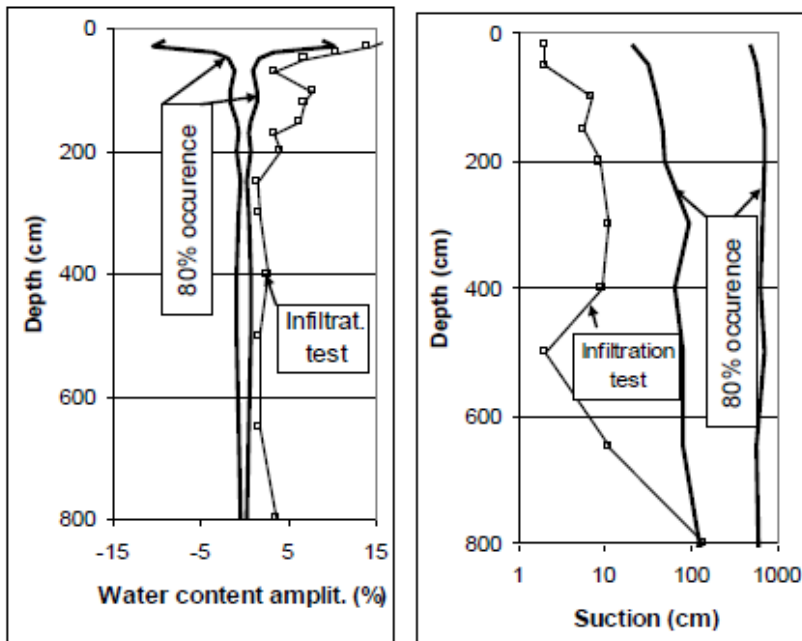 0
200
400
600
800
Depth (cm)
80% occurence
Infiltrat.
test
-15
-5
5
15
Water content amplit. (%)
0
200
400
600
800
Depth (cm)
Infiltration
test
80% occurence
1
10
100
1000
Suction (cm)